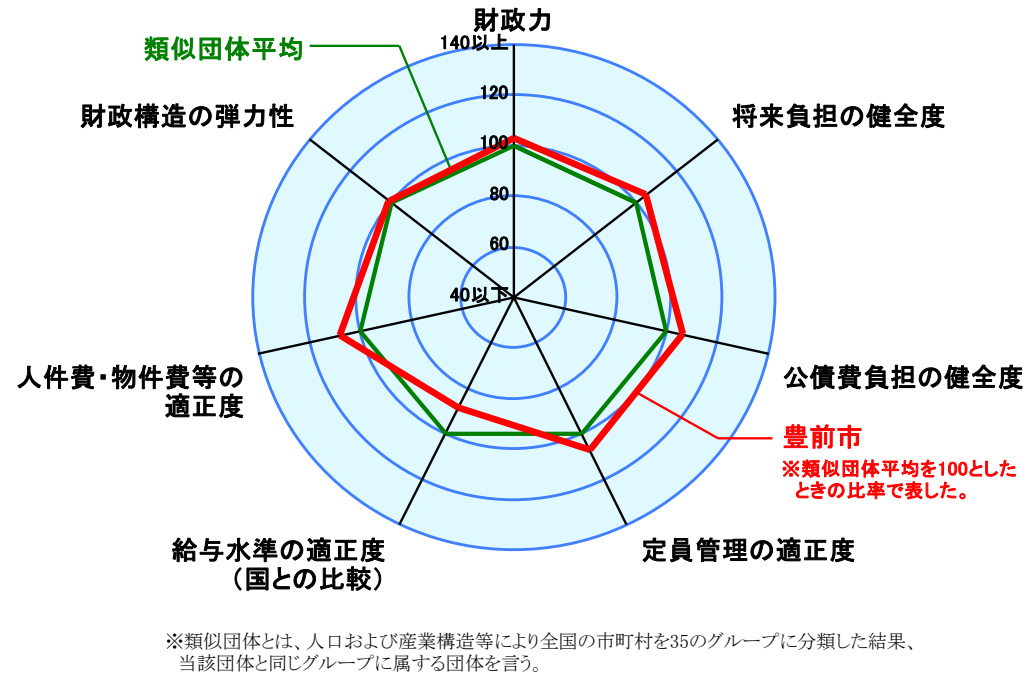 財政力
140以上
類似団体平均
120
財政構造の弾力性
将来負担の健全度
100
80
60
40以下
人件費・物件費等の
適正度
公債費負担の健全度
豊前市
※類似団体平均を100とした
ときの比率で表した。
給与水準の適正度
（国との比較）
定員管理の適正度
※類似団体とは、人口および産業構造等により全国の市町村を35のグループに分類した結果、
当該団体と同じグループに属する団体を言う。